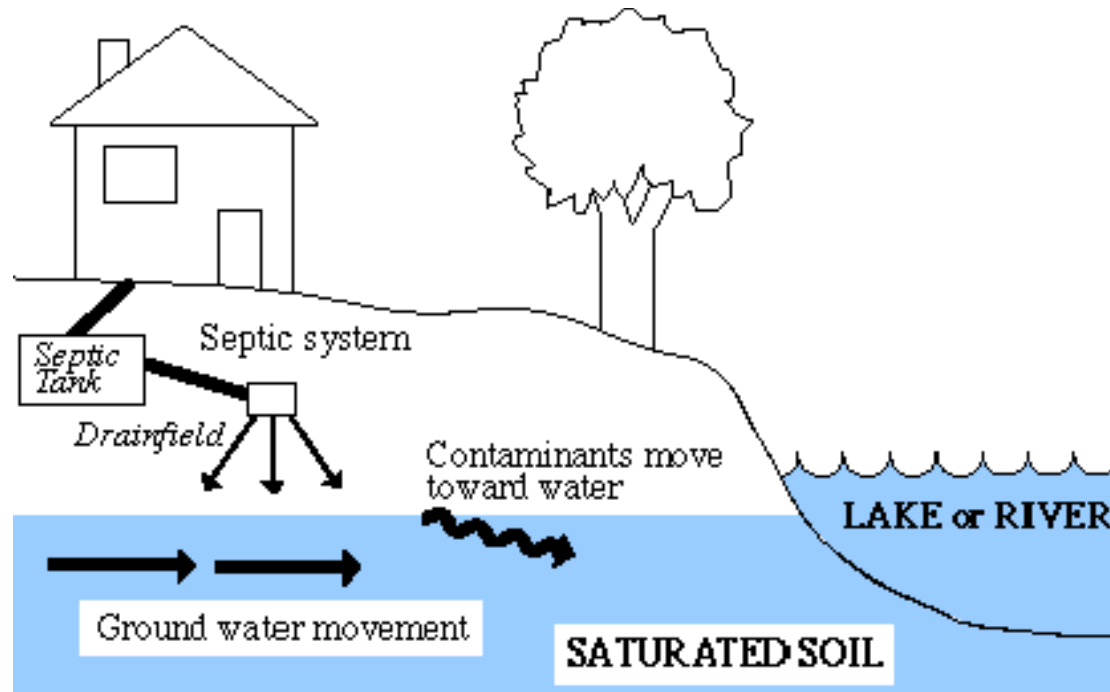 Septic system
Septic
Tank
Drainfield
Contaminants move
toward water
LAKE or RIVER
Ground water movement
SATURATED SOIL